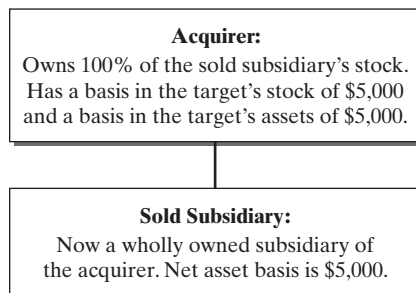 Acquirer:
Owns 100% of the sold subsidiary’s stock.
Has a basis in the target’s stock of $5,000
and a basis in the target’s assets of $5,000.
Sold Subsidiary:
Now a wholly owned subsidiary of
the acquirer. Net asset basis is $5,000.